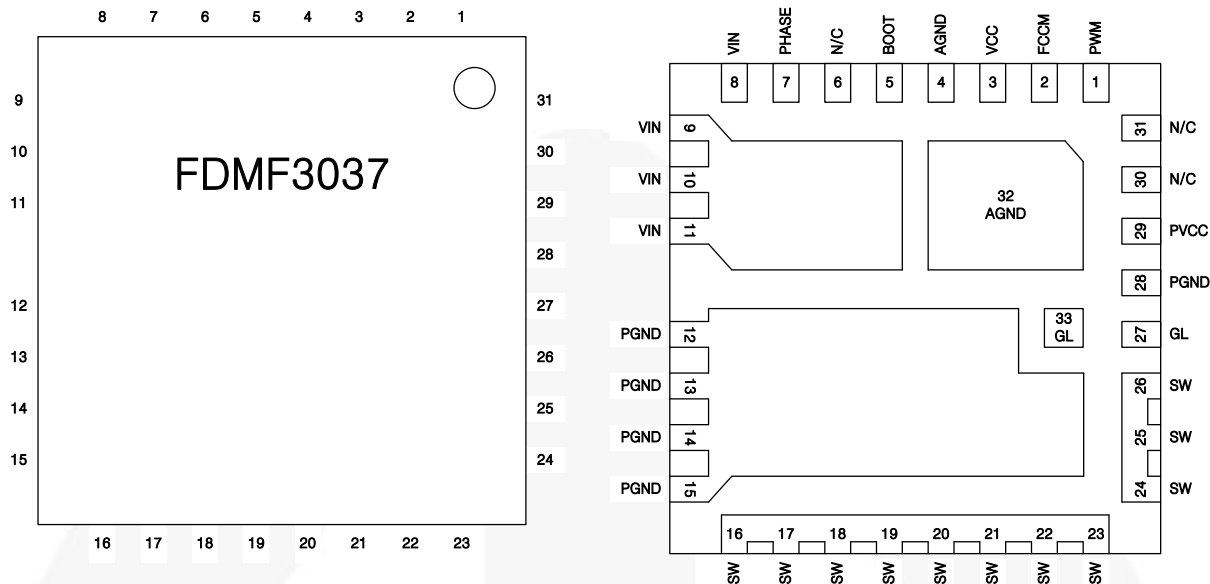 8 7 6 5 4 3 2 1
9
10
11
12
13
14
15
FDMF3037
31
30
29
28
27
26
25
24
16 17 18 19 20 21 22 23
VIN PHASE N/C BOOT AGND VCC FCCM PWM
8 7 6 5 4 3 2 1
VIN 9
VIN 10
VIN 11
PGND 12
PGND 13
PGND 14
PGND 15
32
AGND
33
GL
31 N/C
30 N/C
29 PVCC
28 PGND
27 GL
26 SW
25 SW
24 SW
16 17 18 19 20 21 22 23
SW SW SW SW SW SW SW SW